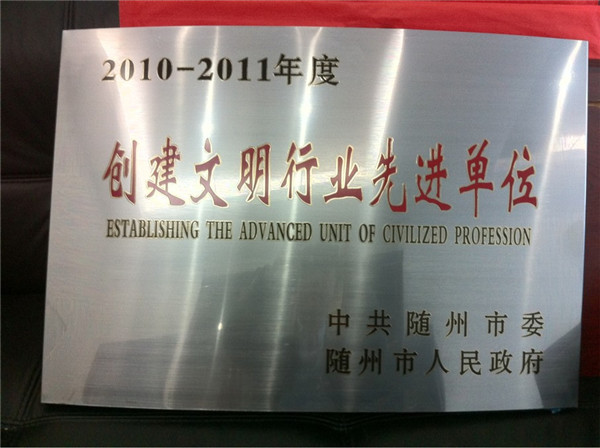 2010-2011年度
创建文明行业先进单位
ESTABLISHING THE ADVANCED UNIT OF CIVILIZED PROFESSION
中共随州市委
随州市人民政府